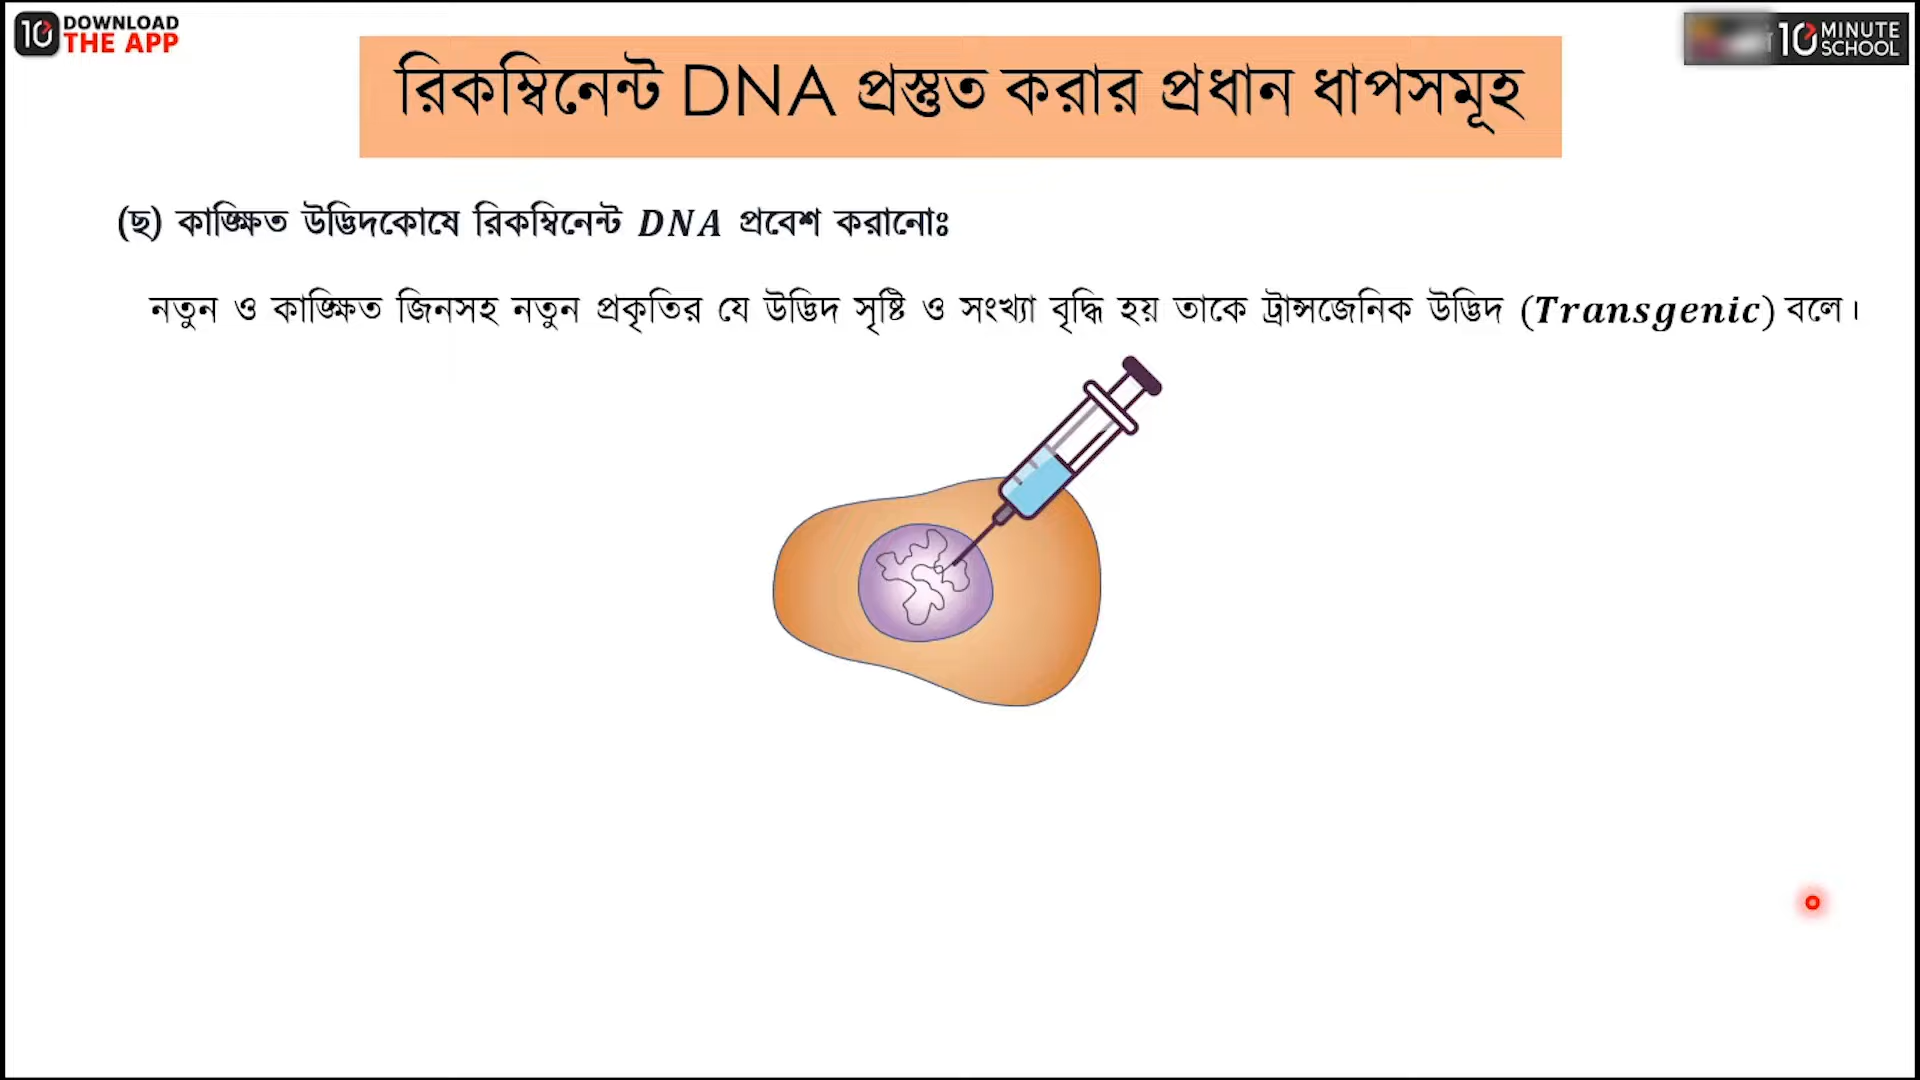 10 DOWNLOAD
THE APP
10 MINUTE
SCHOOL
রিকম্বিনেন্ট DNA প্রস্তুত করার প্রধান ধাপসমূহ
(ছ) কাঙ্ক্ষিত উদ্ভিদকোষে রিকম্বিনেন্ট DNA প্রবেশ করানোঃ
নতুন ও কাঙ্ক্ষিত জিনসহ নতুন প্রকৃতির যে উদ্ভিদ সৃষ্টি ও সংখ্যা বৃদ্ধি হয় তাকে ট্রান্সজেনিক উদ্ভিদ (Transgenic) বলে।